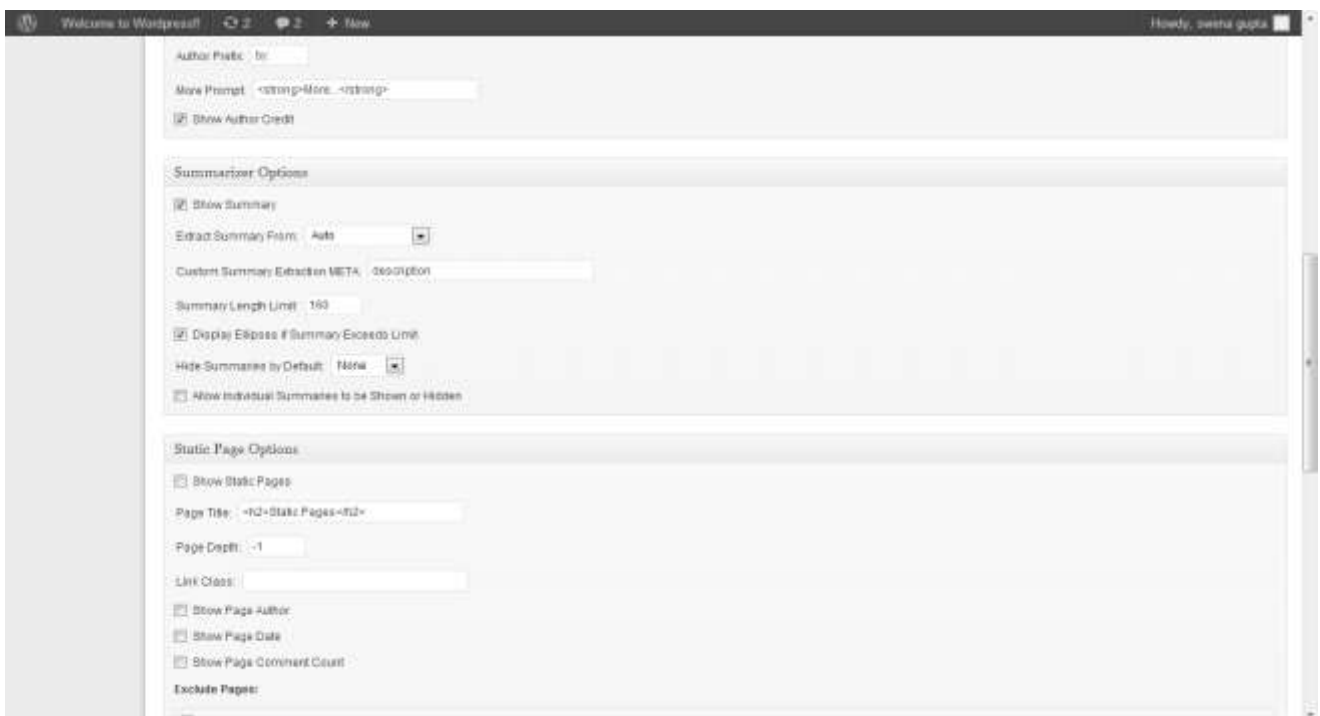 Welcome to Wordpress!! 2 2 + New Howdy, swena gupta
Author Prefix: by:
More Prompt: <strong>More...</strong>
Show Author Credit
Summarizer Options
Show Summary
Extract Summary From: Auto
Custom Summary Extraction META: description
Summary Length Limit: 160
Display Ellipses if Summary Exceeds Limit
Hide Summaries by Default: None
Allow Individual Summaries to be Shown or Hidden
Static Page Options
Show Static Pages
Page Title: <h2>Static Pages</h2>
Page Depth: -1
Link Class:
Show Page Author
Show Page Date
Show Page Comment Count
Exclude Pages: